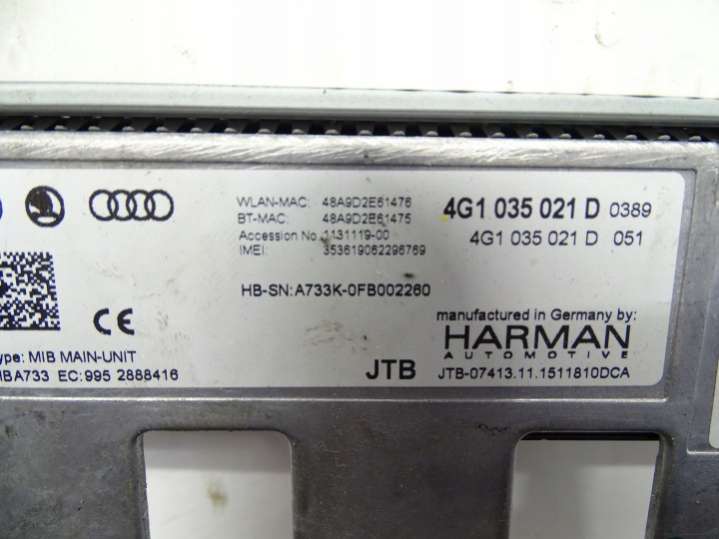 WLAN-MAC: 48A9D2E61476
BT-MAC: 48A9D2E61475
Accession No.: 1131119-00
IMEI: 353619062296769
4G1 035 021 D 0389
4G1 035 021 D 051
HB-SN: A733K-0FB002260
CE
manufactured in Germany by:
HARMAN
AUTOMOTIVE
ype: MIB MAIN-UNIT
BA733 EC: 995 2888416
JTB
JTB-07413.11.1511810DCA